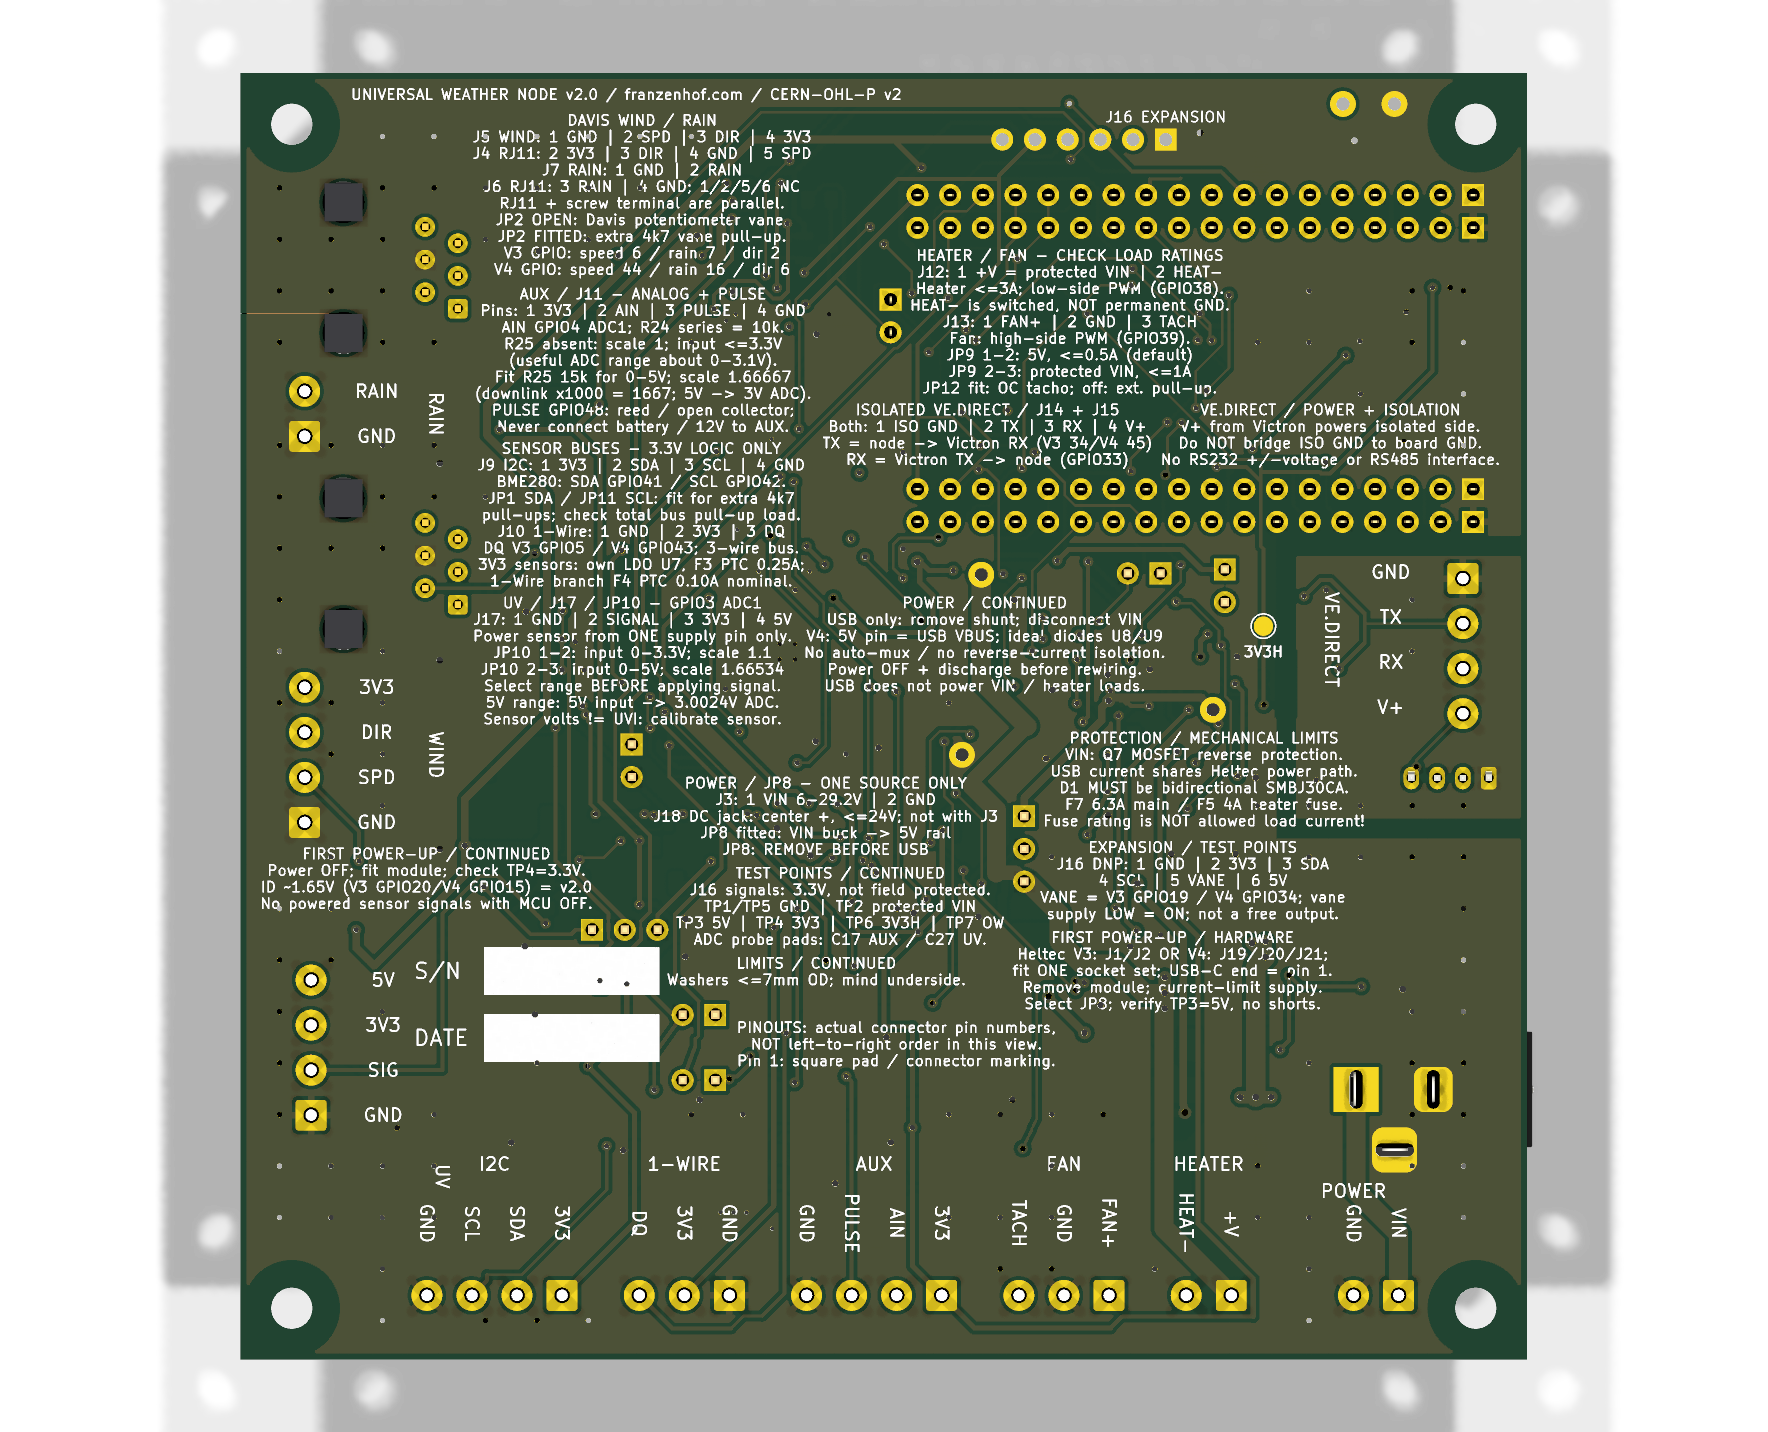 UNIVERSAL WEATHER NODE v2.0 / franzenhof.com / CERN-OHL-P v2
DAVIS WIND / RAIN
J5 WIND: 1 GND | 2 SPD | 3 DIR | 4 3V3
J4 RJ11: 2 3V3 | 3 DIR | 4 GND | 5 SPD
J7 RAIN: 1 GND | 2 RAIN
J6 RJ11: 3 RAIN | 4 GND; 1/2/5/6 NC
RJ11 + screw terminal are parallel.
JP2 OPEN: Davis potentiometer vane.
JP2 FITTED: extra 4k7 vane pull-up.
V3 GPIO: speed 6 / rain 7 / dir 2
V4 GPIO: speed 44 / rain 16 / dir 6
J16 EXPANSION
AUX / J11 - ANALOG + PULSE
Pins: 1 3V3 | 2 AIN | 3 PULSE | 4 GND
AIN GPIO4 ADC1; R24 series = 10k.
R25 absent: scale 1; input <=3.3V
(useful ADC range about 0-3.1V).
Fit R25 15k for 0-5V; scale 1.66667
(downlink x1000 = 1667; 5V -> 3V ADC).
PULSE GPIO48: reed / open collector;
Never connect battery / 12V to AUX.
HEATER / FAN - CHECK LOAD RATINGS
J12: 1 +V = protected VIN | 2 HEAT-
Heater <=3A; low-side PWM (GPIO38).
HEAT- is switched, NOT permanent GND.
J13: 1 FAN+ | 2 GND | 3 TACH
Fan: high-side PWM (GPIO39).
JP9 1-2: 5V, <=0.5A (default)
JP9 2-3: protected VIN, <=1A
JP12 fit: OC tacho; off: ext. pull-up.
RAIN
GND
RAIN
ISOLATED VE.DIRECT / J14 + J15
Both: 1 ISO GND | 2 TX | 3 RX | 4 V+
TX = node -> Victron RX (V3 34/V4 45)
RX = Victron TX -> node (GPIO33)
VE.DIRECT / POWER + ISOLATION
V+ from Victron powers isolated side.
Do NOT bridge ISO GND to board GND.
No RS232 +/-voltage or RS485 interface.
SENSOR BUSES - 3.3V LOGIC ONLY
J9 I2C: 1 3V3 | 2 SDA | 3 SCL | 4 GND
BME280: SDA GPIO41 / SCL GPIO42.
JP1 SDA / JP11 SCL: fit for extra 4k7
pull-ups; check total bus pull-up load.
J10 1-Wire: 1 GND | 2 3V3 | 3 DQ
DQ V3 GPIO5 / V4 GPIO43; 3-wire bus.
3V3 sensors: own LDO U7, F3 PTC 0.25A;
1-Wire branch F4 PTC 0.10A nominal.
UV / J17 / JP10 - GPIO3 ADC1
J17: 1 GND | 2 SIGNAL | 3 3V3 | 4 5V
Power sensor from ONE supply pin only.
JP10 1-2: input 0-3.3V; scale 1.1
JP10 2-3: input 0-5V; scale 1.66534
Select range BEFORE applying signal.
5V range: 5V input -> 3.0024V ADC.
Sensor volts != UVI: calibrate sensor.
POWER / CONTINUED
USB only: remove shunt; disconnect VIN
V4: 5V pin = USB VBUS; ideal diodes U8/U9
No auto-mux / no reverse-current isolation.
Power OFF + discharge before rewiring.
USB does not power VIN / heater loads.
3V3H
VE.DIRECT
GND
TX
RX
V+
3V3
DIR
SPD
GND
WIND
PROTECTION / MECHANICAL LIMITS
VIN: Q7 MOSFET reverse protection.
USB current shares Heltec power path.
D1 MUST be bidirectional SMBJ30CA.
F7 6.3A main / F5 4A heater fuse.
Fuse rating is NOT allowed load current!
POWER / JP8 - ONE SOURCE ONLY
J3: 1 VIN 6-29.2V | 2 GND
J18 DC jack: center +, <=24V; not with J3
JP8 fitted: VIN buck -> 5V rail
JP8: REMOVE BEFORE USB
FIRST POWER-UP / CONTINUED
Power OFF; fit module; check TP4=3.3V.
ID ~1.65V (V3 GPIO20/V4 GPIO15) = v2.0
No powered sensor signals with MCU OFF.
TEST POINTS / CONTINUED
J16 signals: 3.3V, not field protected.
TP1/TP5 GND | TP2 protected VIN
TP3 5V | TP4 3V3 | TP6 3V3H | TP7 OW
ADC probe pads: C17 AUX / C27 UV.
EXPANSION / TEST POINTS
J16 DNP: 1 GND | 2 3V3 | 3 SDA
4 SCL | 5 VANE | 6 5V
VANE = V3 GPIO19 / V4 GPIO34; vane
supply LOW = ON; not a free output.
FIRST POWER-UP / HARDWARE
Heltec V3: J1/J2 OR V4: J19/J20/J21;
fit ONE socket set; USB-C end = pin 1.
Remove module; current-limit supply.
Select JP3; verify TP3=5V, no shorts.
LIMITS / CONTINUED
Washers <=7mm OD; mind underside.
S/N
DATE
PINOUTS: actual connector pin numbers,
NOT left-to-right order in this view.
Pin 1: square pad / connector marking.
5V
3V3
SIG
GND
UV
I2C
1-WIRE
AUX
FAN
HEATER
POWER
GND
SCL
SDA
3V3
DQ
3V3
GND
GND
PULSE
AIN
3V3
TACH
GND
FAN+
HEAT-
+V
GND
VIN